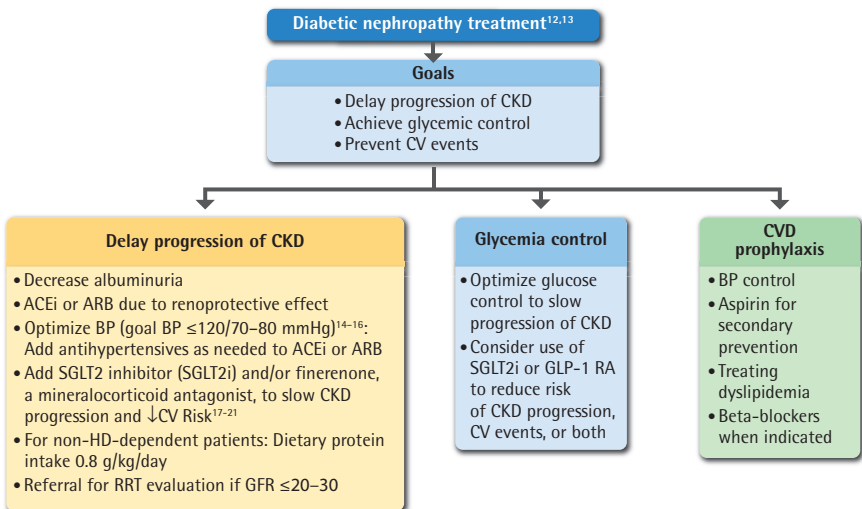 Diabetic nephropathy treatment12,13
Goals
• Delay progression of CKD
• Achieve glycemic control
• Prevent CV events
Delay progression of CKD
• Decrease albuminuria
• ACEi or ARB due to renoprotective effect
• Optimize BP (goal BP ≤120/70–80 mmHg)14–16:
Add antihypertensives as needed to ACEi or ARB
• Add SGLT2 inhibitor (SGLT2i) and/or finerenone,
a mineralocorticoid antagonist, to slow CKD
progression and ↓CV Risk17-21
• For non-HD-dependent patients: Dietary protein
intake 0.8 g/kg/day
• Referral for RRT evaluation if GFR ≤20–30
Glycemia control
• Optimize glucose
control to slow
progression of CKD
• Consider use of
SGLT2i or GLP-1 RA
to reduce risk
of CKD progression,
CV events, or both
CVD
prophylaxis
• BP control
• Aspirin for
secondary
prevention
• Treating
dyslipidemia
• Beta-blockers
when indicated